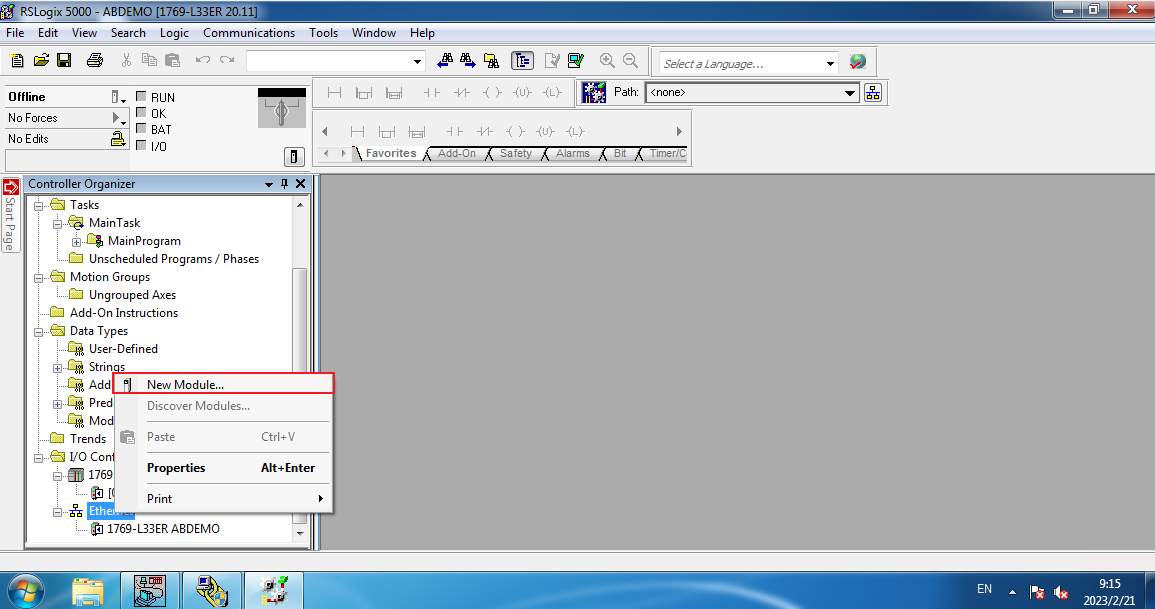 RSLogix 5000 - ABDEMO [1769-L33ER 20.11]
File Edit View Search Logic Communications Tools Window Help
Select a Language...
Offline
RUN
No Forces
OK
No Edits
BAT
I/O
Path: <none>
Favorites Add-On Safety Alarms Bit Timer/C
Start Page
Controller Organizer
Tasks
MainTask
MainProgram
Unscheduled Programs / Phases
Motion Groups
Ungrouped Axes
Add-On Instructions
Data Types
User-Defined
Strings
Add
Pred
Mod
Trends
I/O Conf
1769
Ethernet
1769-L33ER ABDEMO
New Module...
Discover Modules...
Paste Ctrl+V
Properties Alt+Enter
Print
EN
9:15
2023/2/21